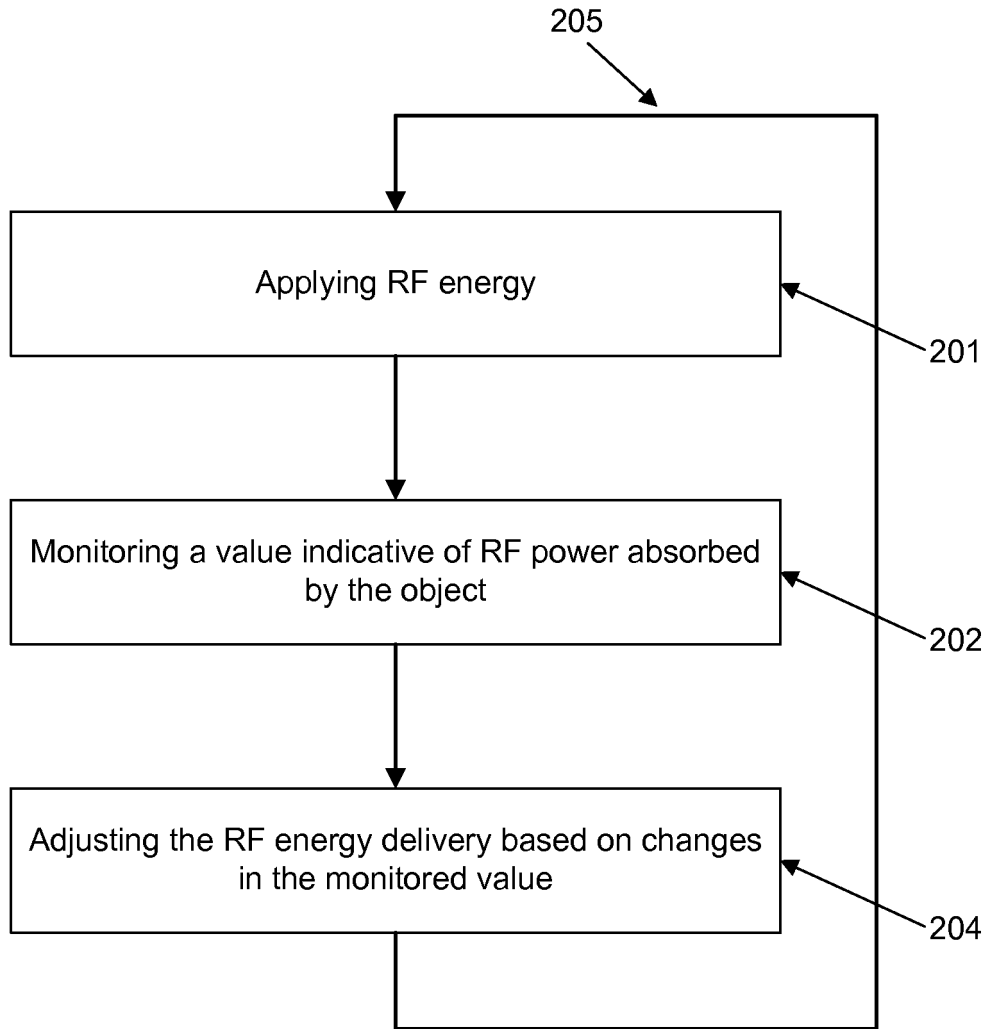 205
Applying RF energy
201
Monitoring a value indicative of RF power absorbed
by the object
202
Adjusting the RF energy delivery based on changes
in the monitored value
204